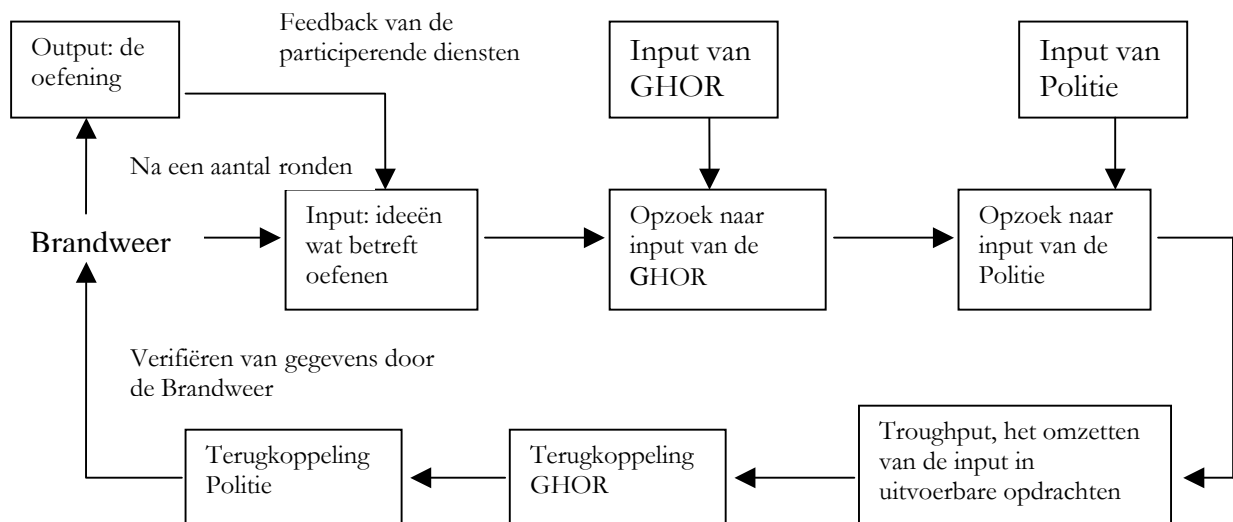 Output: de
oefening
Feedback van de
participerende diensten
Input van
GHOR
Input van
Politie
Na een aantal ronden
Brandweer
Input: ideeën
wat betreft
oefenen
Opzoek naar
input van de
GHOR
Opzoek naar
input van de
Politie
Verifiëren van gegevens door
de Brandweer
Terugkoppeling
Politie
Terugkoppeling
GHOR
Troughput, het omzetten
van de input in
uitvoerbare opdrachten